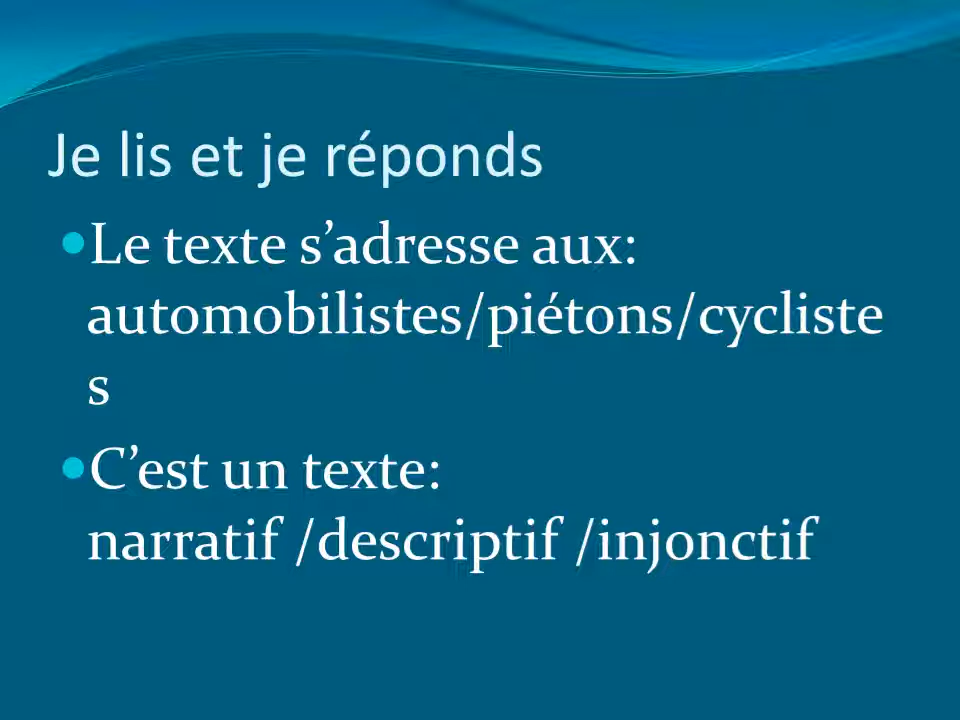 Je lis et je réponds
Le texte s’adresse aux:
automobilistes/piétons/cycliste
s
C’est un texte:
narratif /descriptif /injonctif